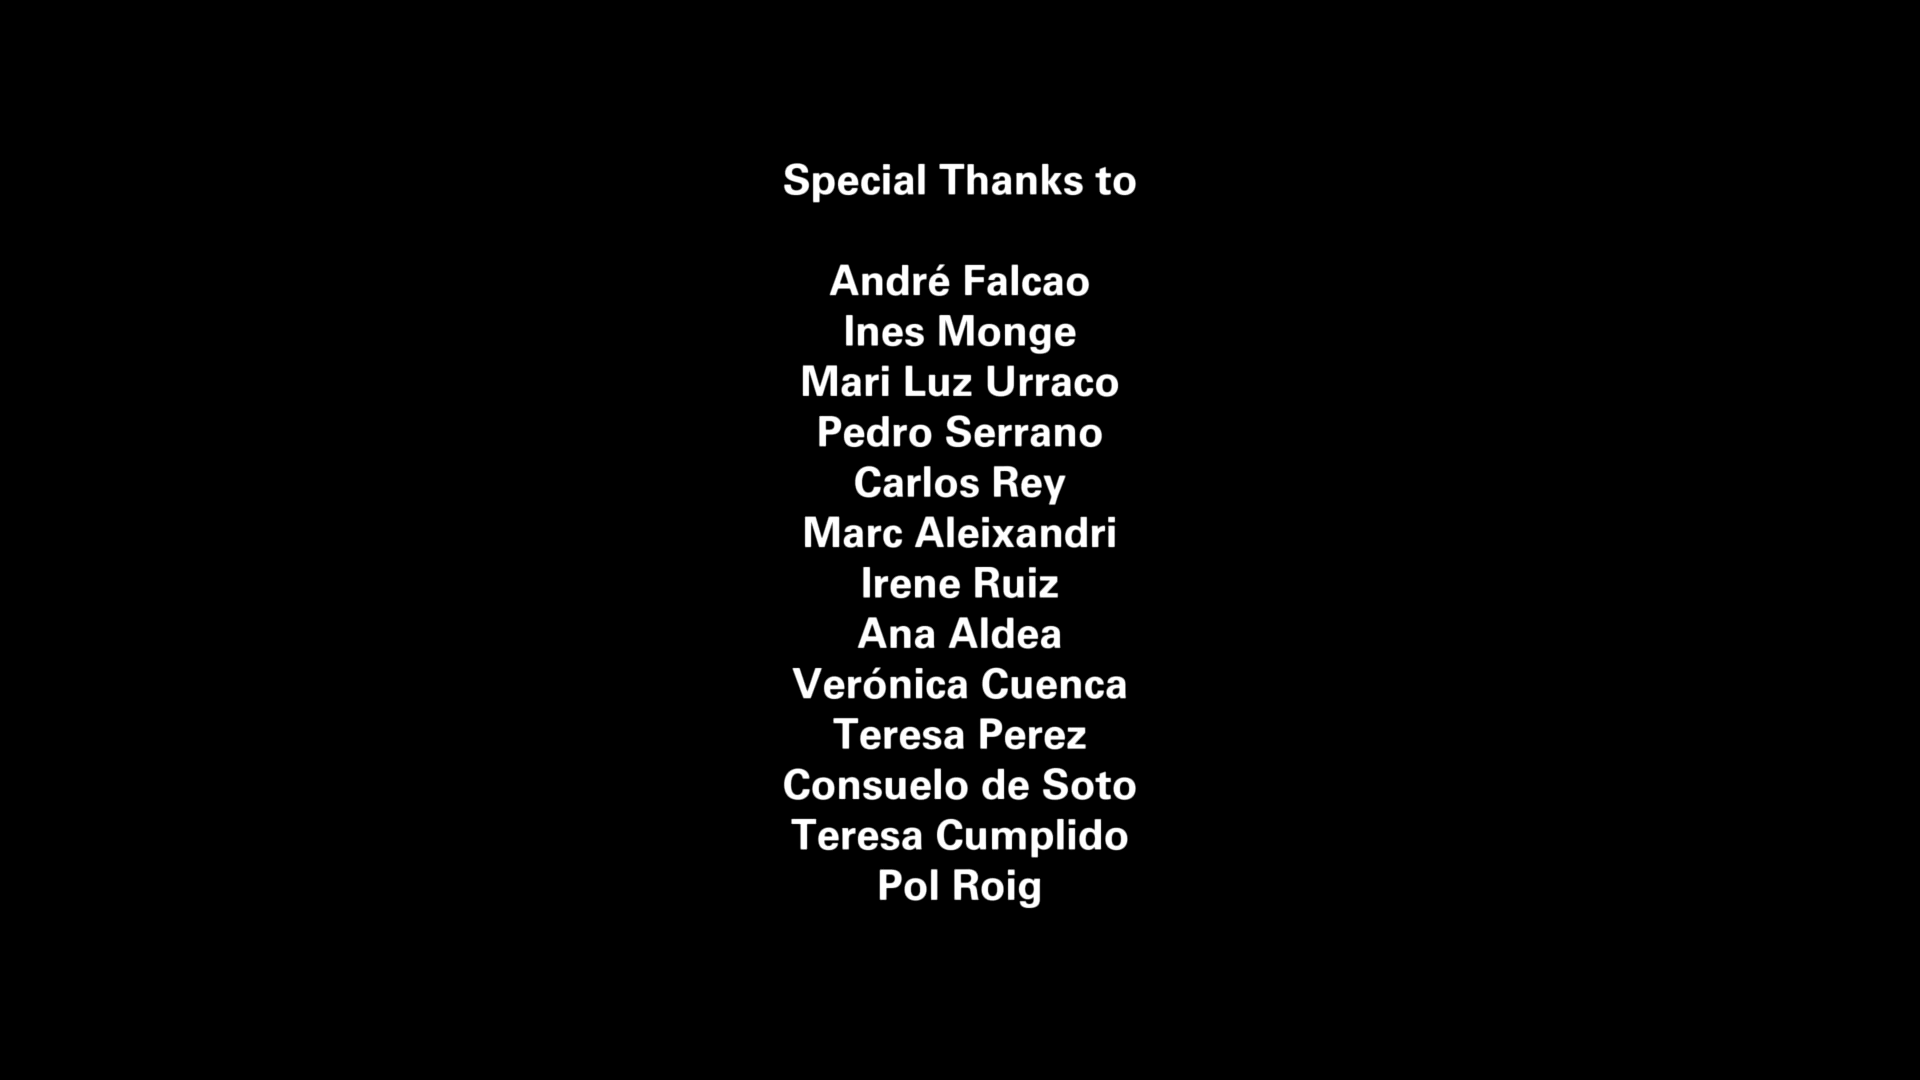 Special Thanks to
André Falcao
Ines Monge
Mari Luz Urraco
Pedro Serrano
Carlos Rey
Marc Aleixandri
Irene Ruiz
Ana Aldea
Verónica Cuenca
Teresa Perez
Consuelo de Soto
Teresa Cumplido
Pol Roig